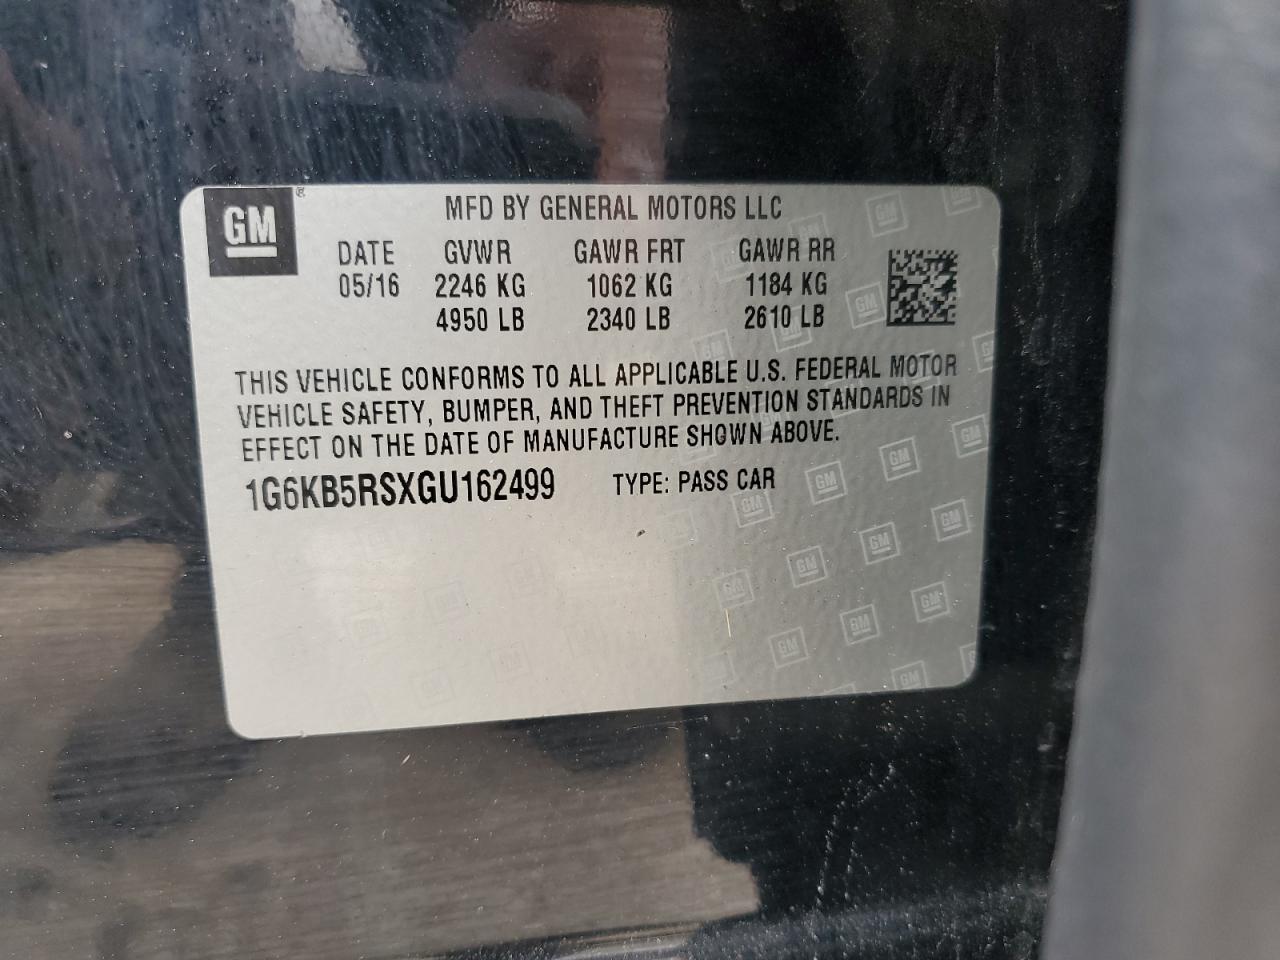 GM®
MFD BY GENERAL MOTORS LLC
DATE GVWR GAWR FRT GAWR RR
05/16 2246 KG 1062 KG 1184 KG
4950 LB 2340 LB 2610 LB
THIS VEHICLE CONFORMS TO ALL APPLICABLE U.S. FEDERAL MOTOR
VEHICLE SAFETY, BUMPER, AND THEFT PREVENTION STANDARDS IN
EFFECT ON THE DATE OF MANUFACTURE SHOWN ABOVE.
1G6KB5RSXGU162499 TYPE: PASS CAR